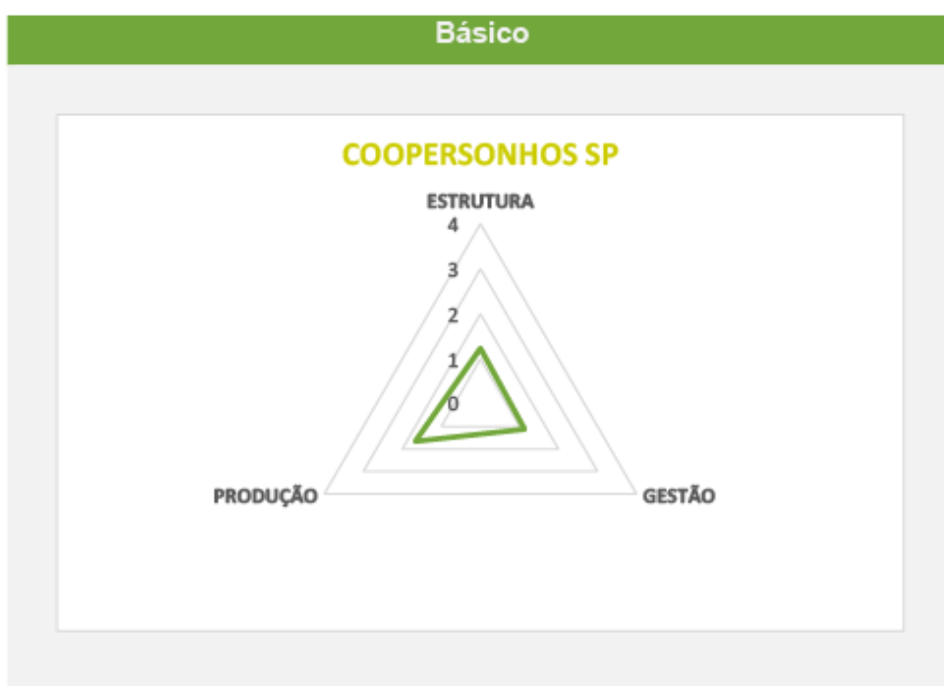 Básico
COOPERSONHOS SP
ESTRUTURA
4
3
2
1
0
PRODUÇÃO
GESTÃO